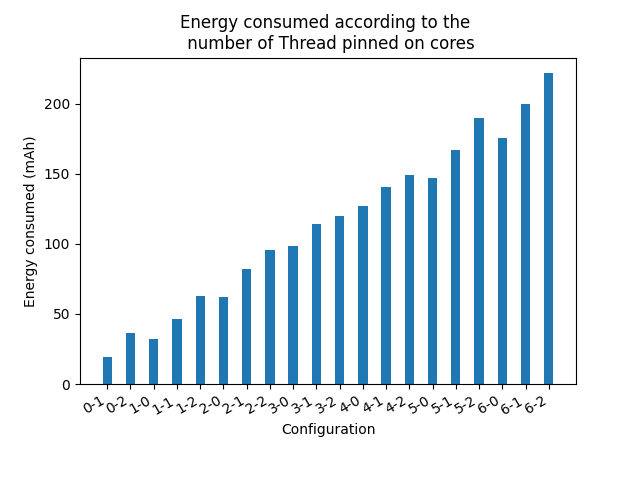 Energy consumed according to the
number of Thread pinned on cores
Energy consumed (mAh)
200
150
100
50
0
0-1 0-2 1-0 1-1 1-2 2-0 2-1 2-2 3-0 3-1 3-2 4-0 4-1 4-2 5-0 5-1 5-2 6-0 6-1 6-2
Configuration